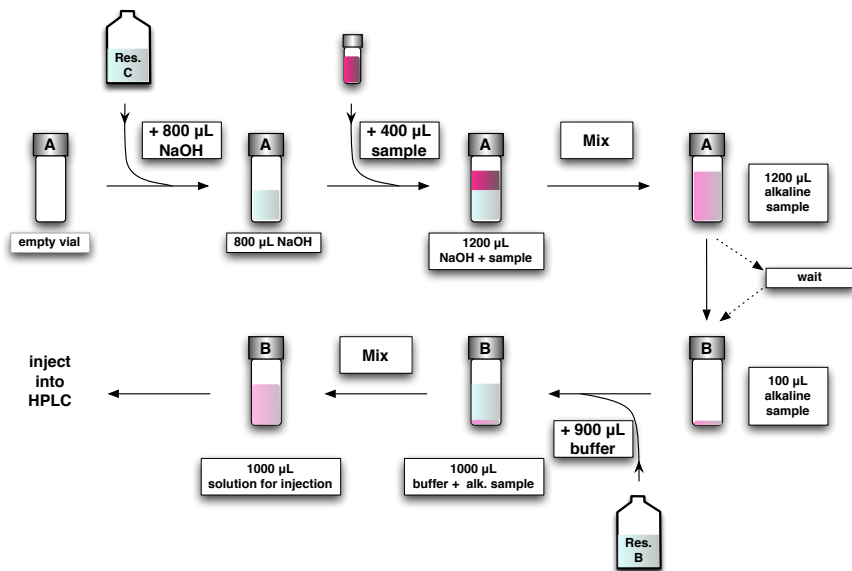 Res.
C
+ 800 µL
NaOH
+ 400 µL
sample
Mix
A
A
A
A
1200 µL
alkaline
sample
empty vial
800 µL NaOH
1200 µL
NaOH + sample
wait
inject
into
HPLC
B
Mix
B
B
100 µL
alkaline
sample
+ 900 µL
buffer
1000 µL
solution for injection
1000 µL
buffer + alk. sample
Res.
B